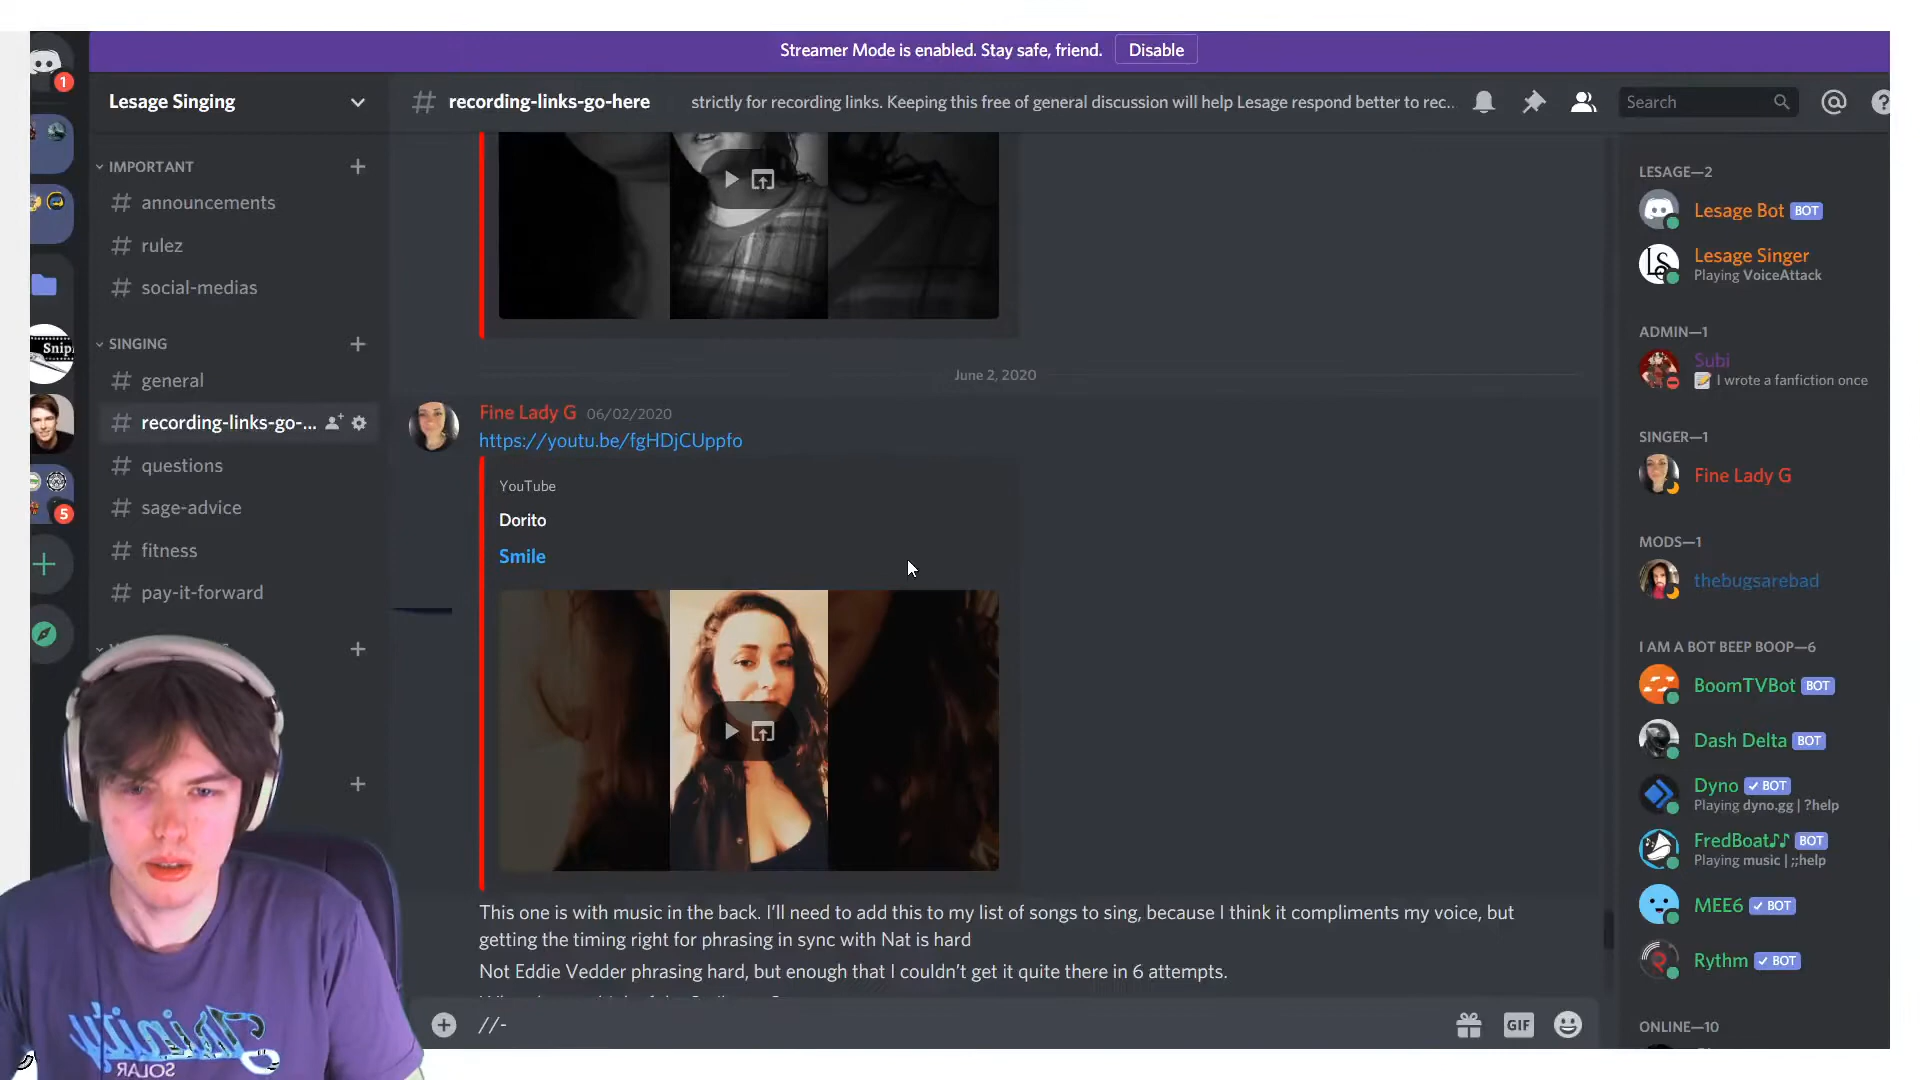 Streamer Mode is enabled. Stay safe, friend.
Disable
1
Lesage Singing
recording-links-go-here
strictly for recording links. Keeping this free of general discussion will help Lesage respond better to rec...
Search
IMPORTANT
# announcements
# rulez
# social-medias
SINGING
# general
# recording-links-go-...
# questions
# sage-advice
# fitness
# pay-it-forward
Snip
5
June 2, 2020
Fine Lady G 06/02/2020
https://youtu.be/fgHDjCUppfo
YouTube
Dorito
Smile
This one is with music in the back. I'll need to add this to my list of songs to sing, because I think it compliments my voice, but
getting the timing right for phrasing in sync with Nat is hard
Not Eddie Vedder phrasing hard, but enough that I couldn't get it quite there in 6 attempts.
//-
GIF
LESAGE—2
Lesage Bot BOT
LS
Lesage Singer
Playing VoiceAttack
ADMIN—1
Subi
I wrote a fanfiction once
SINGER—1
Fine Lady G
MODS—1
thebugsarebad
I AM A BOT BEEP BOOP—6
BoomTVBot BOT
Dash Delta BOT
Dyno ✓ BOT
Playing dyno.gg | ?help
FredBoat♪♪ BOT
Playing music | ;;help
MEE6 ✓ BOT
Rythm ✓ BOT
ONLINE—10
SOLAR